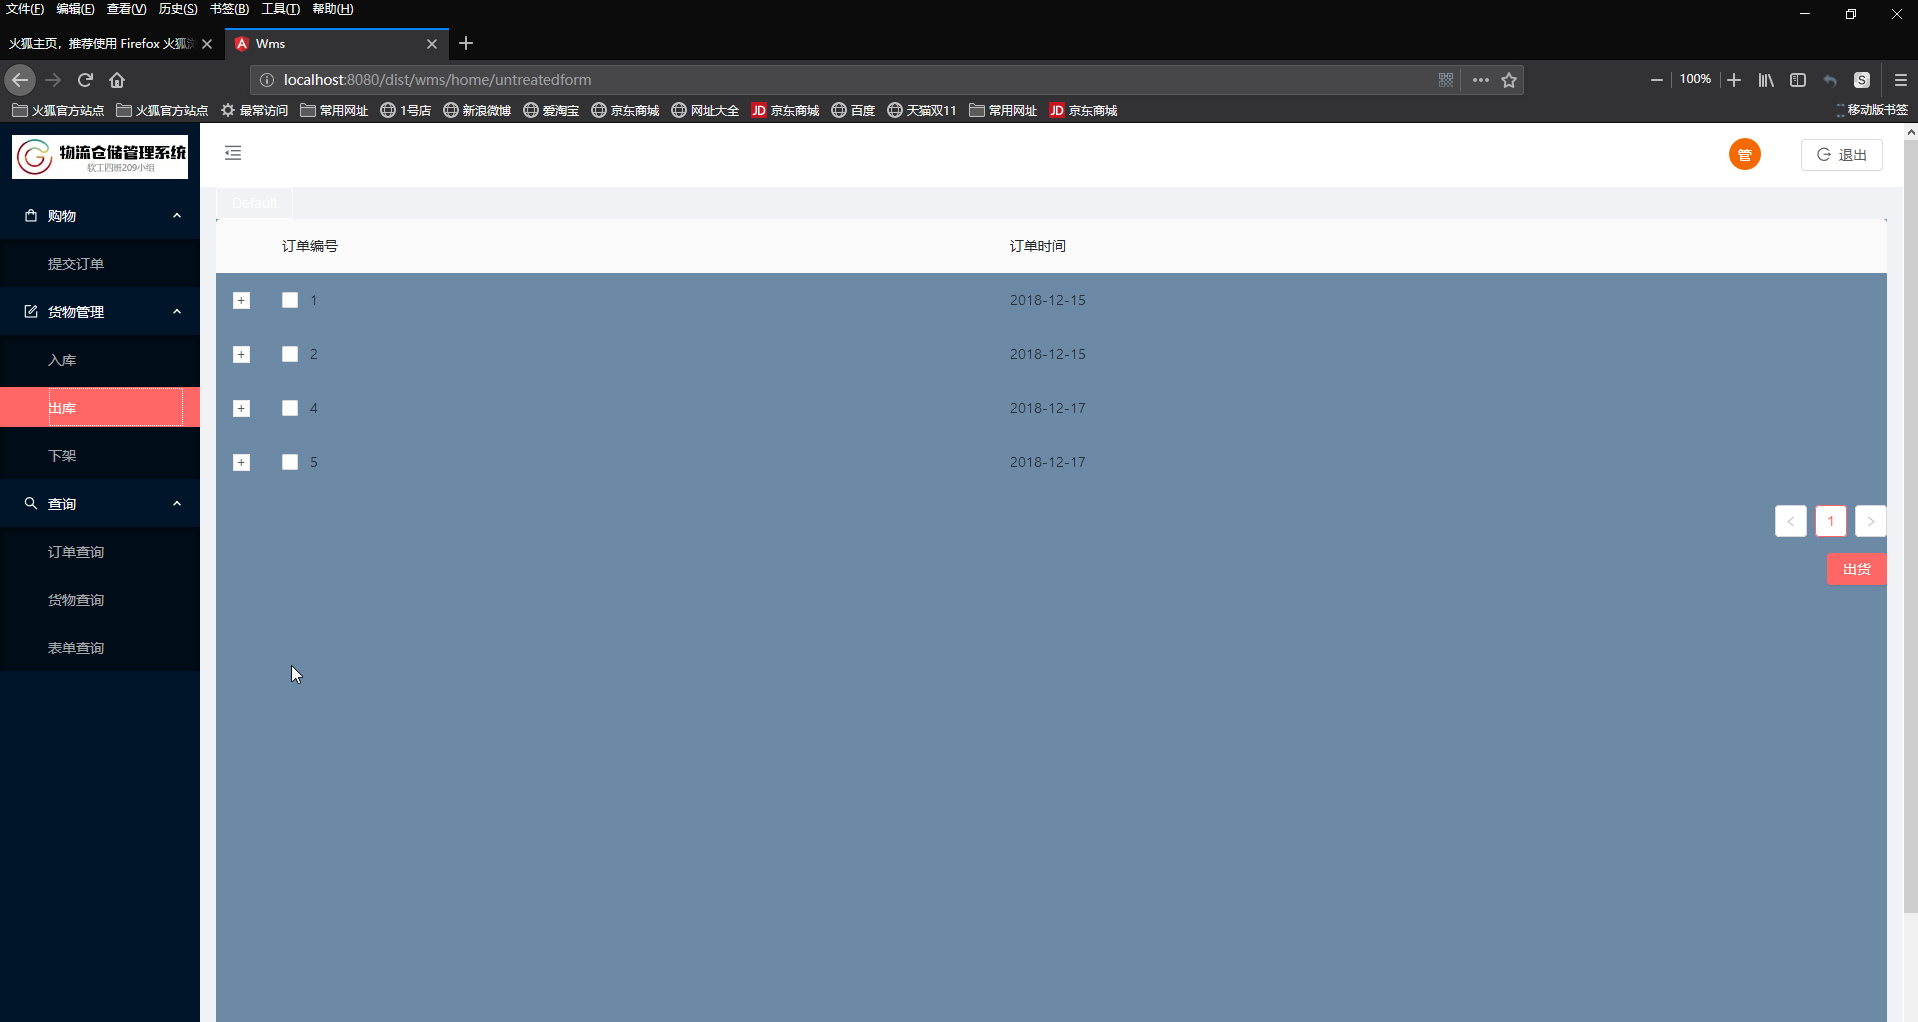 文件(F) 编辑(E) 查看(V) 历史(S) 书签(B) 工具(T) 帮助(H)
火狐主页，推荐使用 Firefox 火狐
Wms
localhost:8080/dist/wms/home/untreatedform
100%
火狐官方站点 火狐官方站点 最常访问 常用网址 1号店 新浪微博 爱淘宝 京东商城 网址大全 JD 京东商城 百度 天猫双11 常用网址 JD 京东商城 移动版书签
物流仓储管理系统
软工四班209小组
管
退出
购物
提交订单
货物管理
入库
出库
下架
查询
订单查询
货物查询
表单查询
Default
订单编号 订单时间
1 2018-12-15
2 2018-12-15
4 2018-12-17
5 2018-12-17
< 1 >
出货